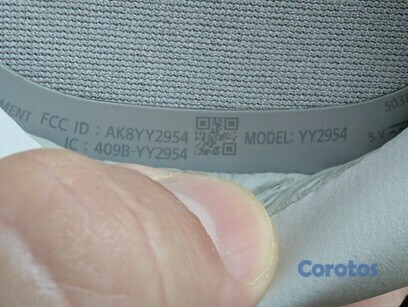 MENT FCC ID : AK8YY2954 MODEL: YY2954
IC : 409B-YY2954
Corotos